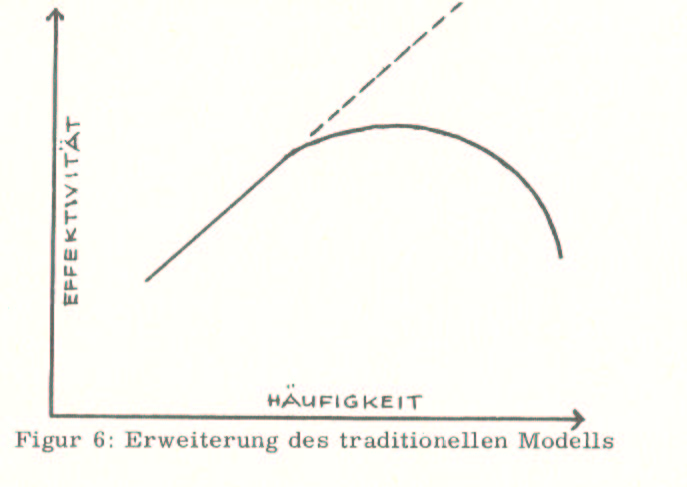 EFFEKTIVITÄT
HÄUFIGKEIT
Figur 6: Erweiterung des traditionellen Modells